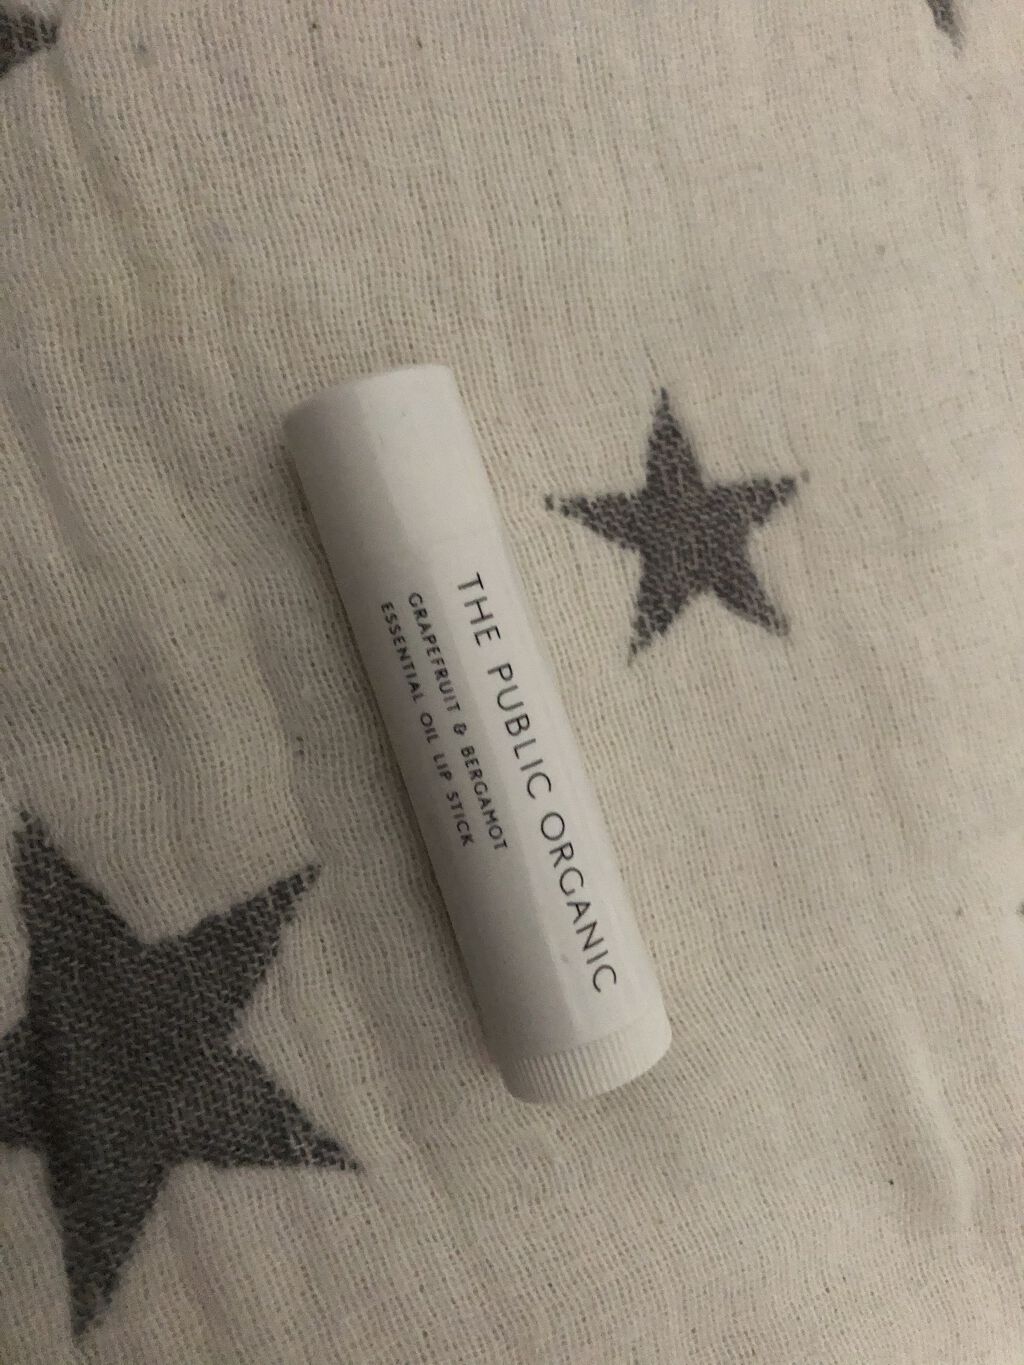 THE PUBLIC ORGANIC
GRAPEFRUIT & BERGAMOT
ESSENTIAL OIL LIP STICK